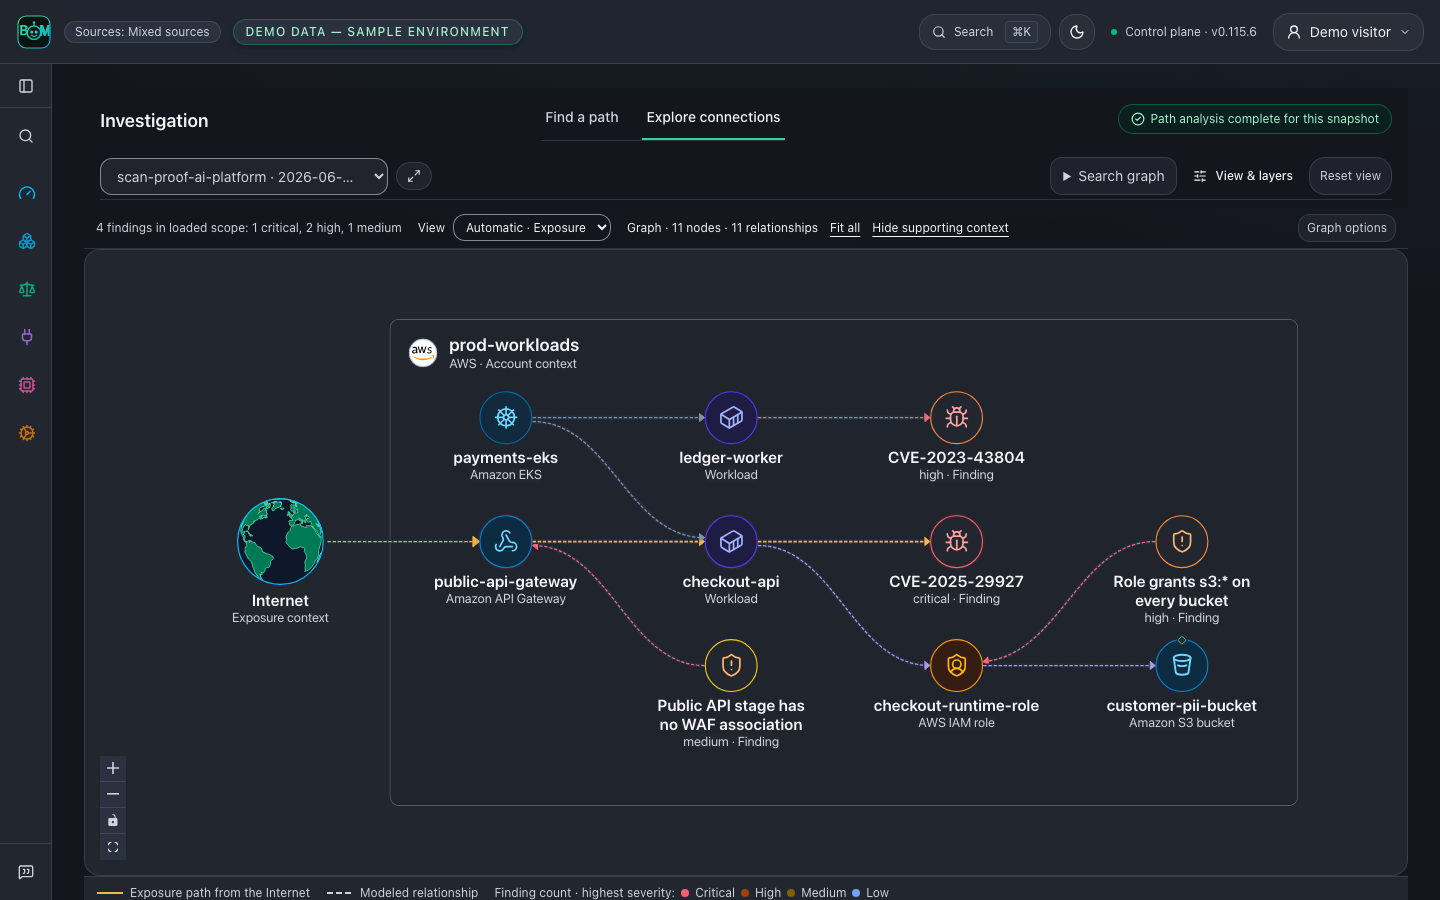 BOM
Sources: Mixed sources
DEMO DATA — SAMPLE ENVIRONMENT
Search ⌘K
Control plane · v0.115.6
Demo visitor
Investigation
Find a path
Explore connections
Path analysis complete for this snapshot
scan-proof-ai-platform · 2026-06-...
Search graph
View & layers
Reset view
4 findings in loaded scope: 1 critical, 2 high, 1 medium
View
Automatic · Exposure
Graph · 11 nodes · 11 relationships
Fit all
Hide supporting context
Graph options
aws
prod-workloads
AWS · Account context
payments-eks
Amazon EKS
ledger-worker
Workload
CVE-2023-43804
high · Finding
Internet
Exposure context
public-api-gateway
Amazon API Gateway
checkout-api
Workload
CVE-2025-29927
critical · Finding
Role grants s3:* on
every bucket
high · Finding
Public API stage has
no WAF association
medium · Finding
checkout-runtime-role
AWS IAM role
customer-pii-bucket
Amazon S3 bucket
Exposure path from the Internet
Modeled relationship
Finding count · highest severity:
Critical
High
Medium
Low